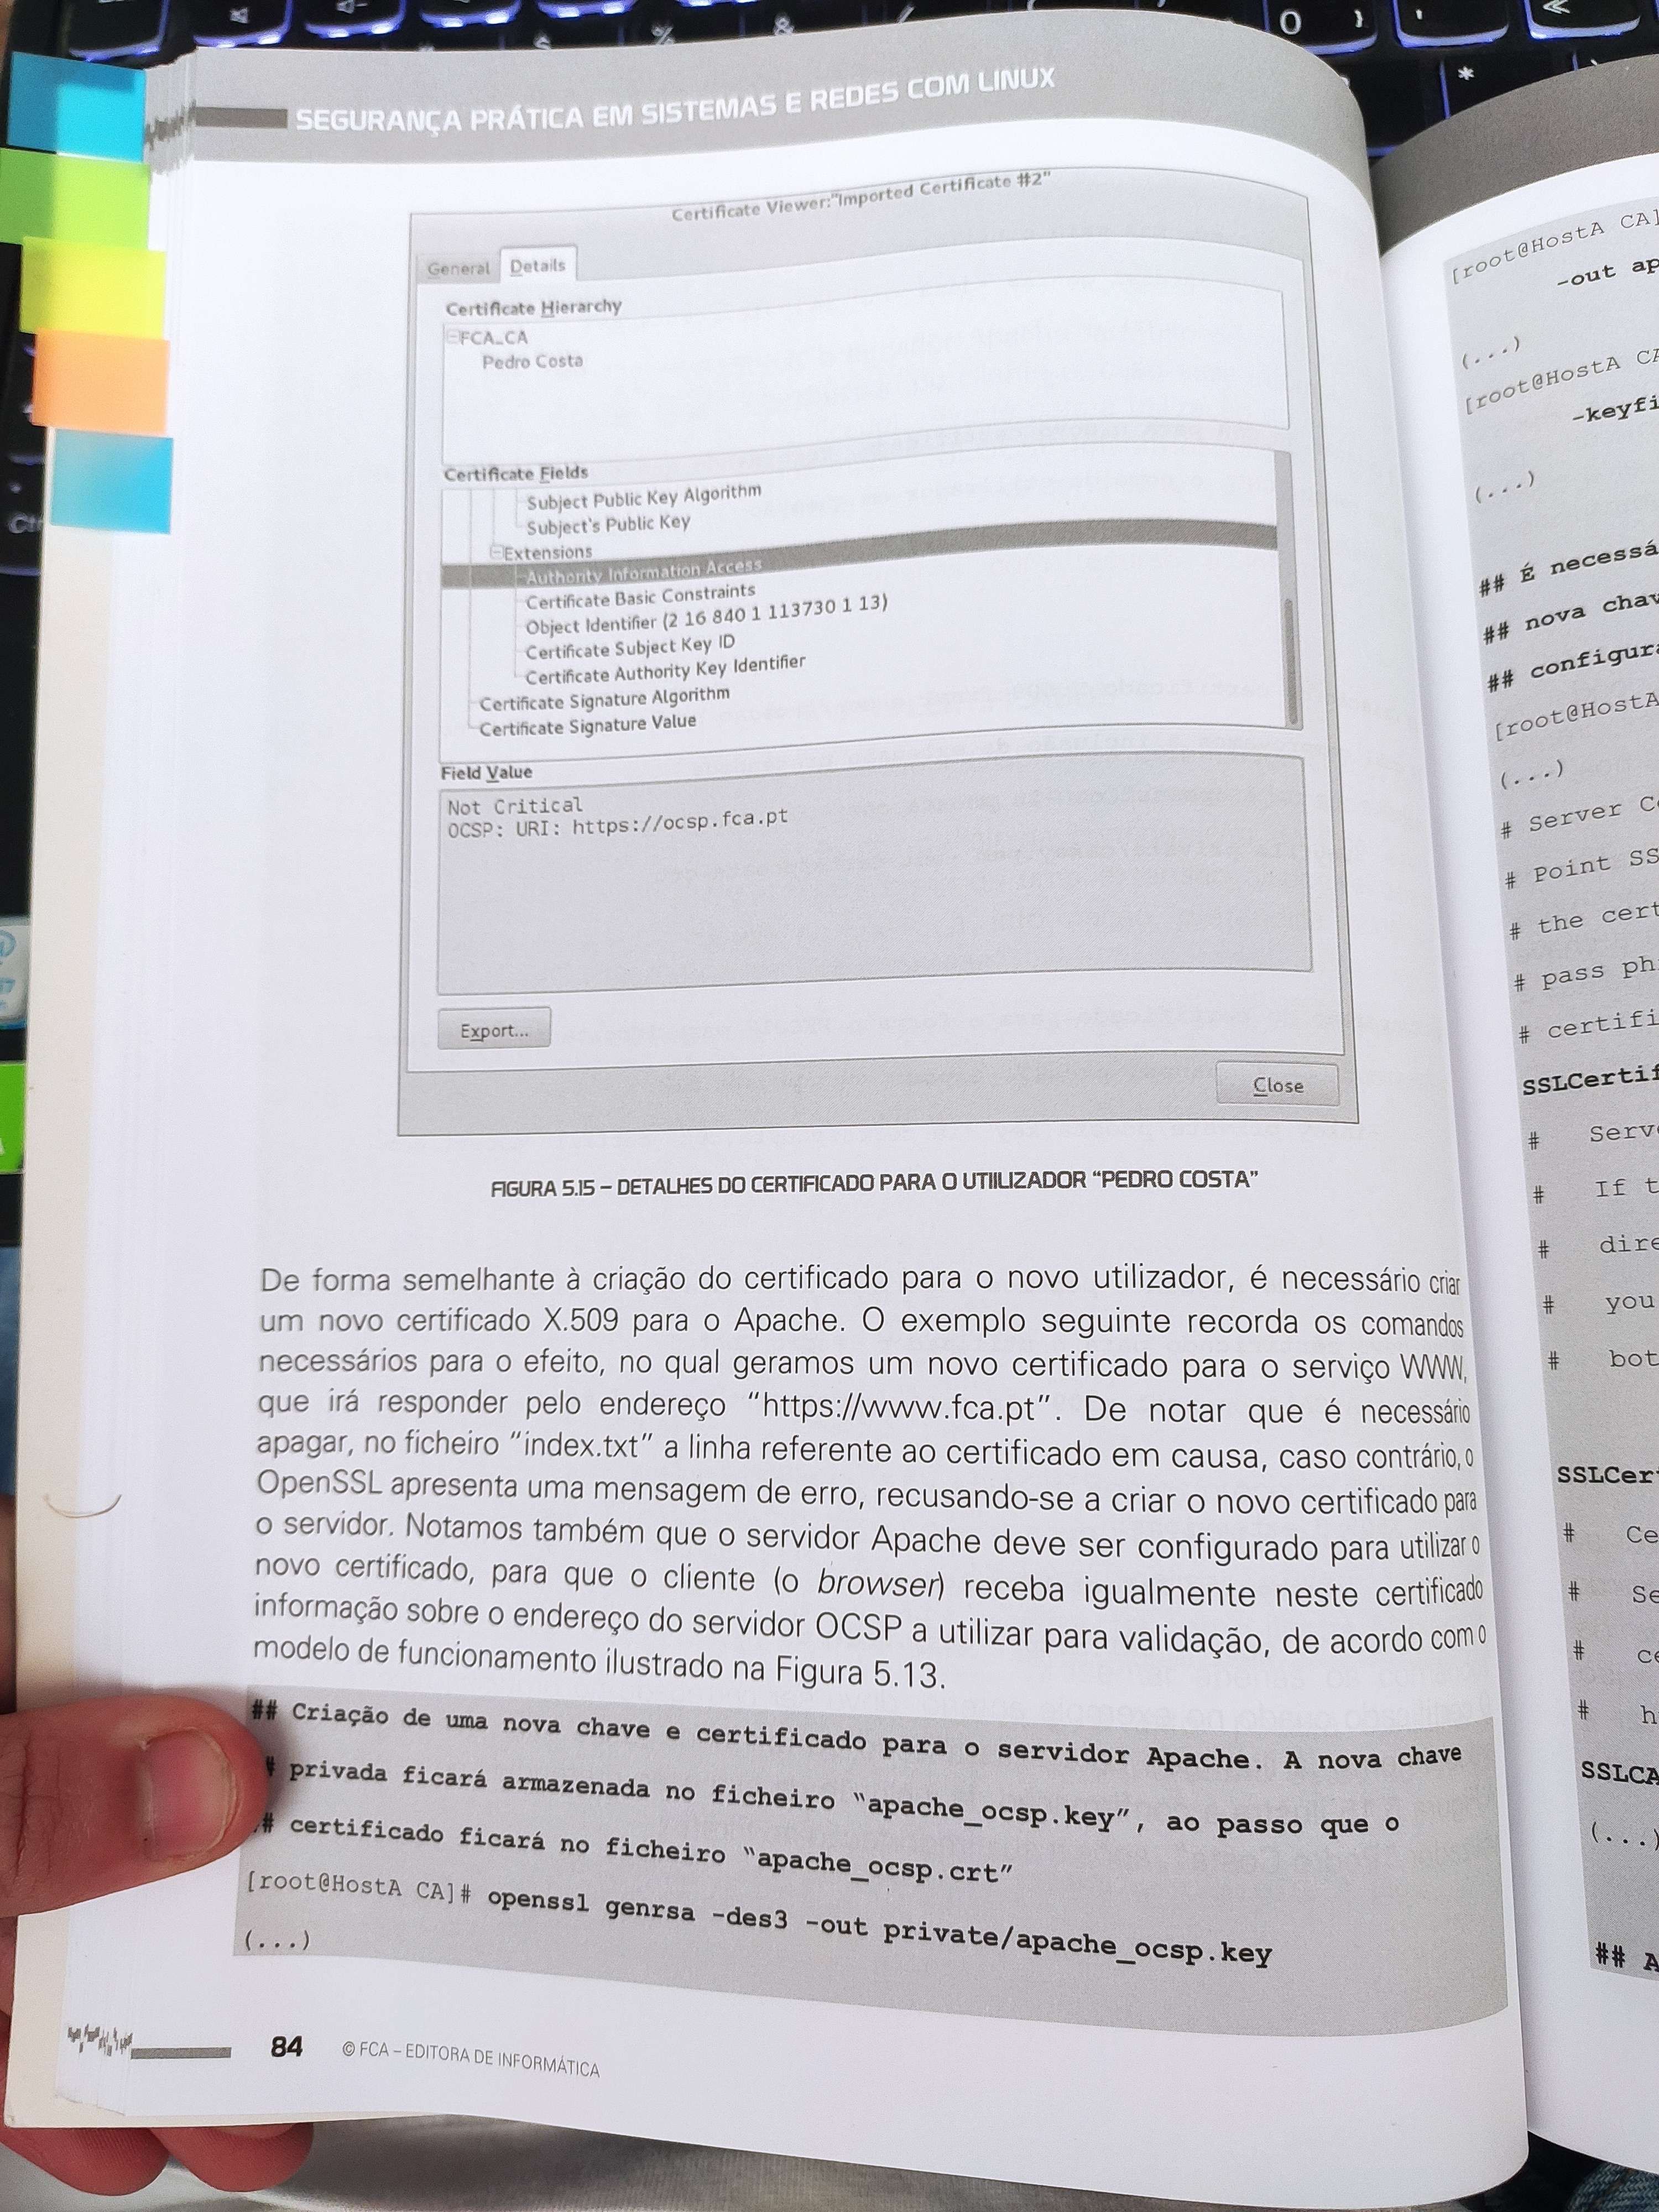 SEGURANÇA PRÁTICA EM SISTEMAS E REDES COM LINUX
Certificate Viewer:"Imported Certificate #2"
General Details
Certificate Hierarchy
FCA_CA
Pedro Costa
Certificate Fields
Subject Public Key Algorithm
Subject's Public Key
Extensions
Authority Information Access
Certificate Basic Constraints
Object Identifier (2 16 840 1 113730 1 13)
Certificate Subject Key ID
Certificate Authority Key Identifier
Certificate Signature Algorithm
Certificate Signature Value
Field Value
Not Critical
OCSP: URI: https://ocsp.fca.pt
Export...
Close
FIGURA 5.15 – DETALHES DO CERTIFICADO PARA O UTIILIZADOR “PEDRO COSTA”
De forma semelhante à criação do certificado para o novo utilizador, é necessário criar
um novo certificado X.509 para o Apache. O exemplo seguinte recorda os comandos
necessários para o efeito, no qual geramos um novo certificado para o serviço WWW,
que irá responder pelo endereço “https://www.fca.pt”. De notar que é necessário
apagar, no ficheiro “index.txt” a linha referente ao certificado em causa, caso contrário, o
OpenSSL apresenta uma mensagem de erro, recusando-se a criar o novo certificado para
o servidor. Notamos também que o servidor Apache deve ser configurado para utilizar o
novo certificado, para que o cliente (o browser) receba igualmente neste certificado
informação sobre o endereço do servidor OCSP a utilizar para validação, de acordo com o
modelo de funcionamento ilustrado na Figura 5.13.
## Criação de uma nova chave e certificado para o servidor Apache. A nova chave
# privada ficará armazenada no ficheiro “apache_ocsp.key”, ao passo que o
# certificado ficará no ficheiro “apache_ocsp.crt”
[root@HostA CA]# openssl genrsa -des3 -out private/apache_ocsp.key
(...)
84 © FCA – EDITORA DE INFORMÁTICA
[root@HostA CA]
-out ap
(...)
[root@HostA CA
-keyfi
(...)
## É necessá
## nova chav
## configura
[root@HostA
(...)
# Server C
# Point SS
# the cert
# pass ph
# certifi
SSLCertif
# Serv
# If t
# dire
# you
# bot
SSLCer
# Ce
# Se
# ce
# h
SSLCA
(...)
## A